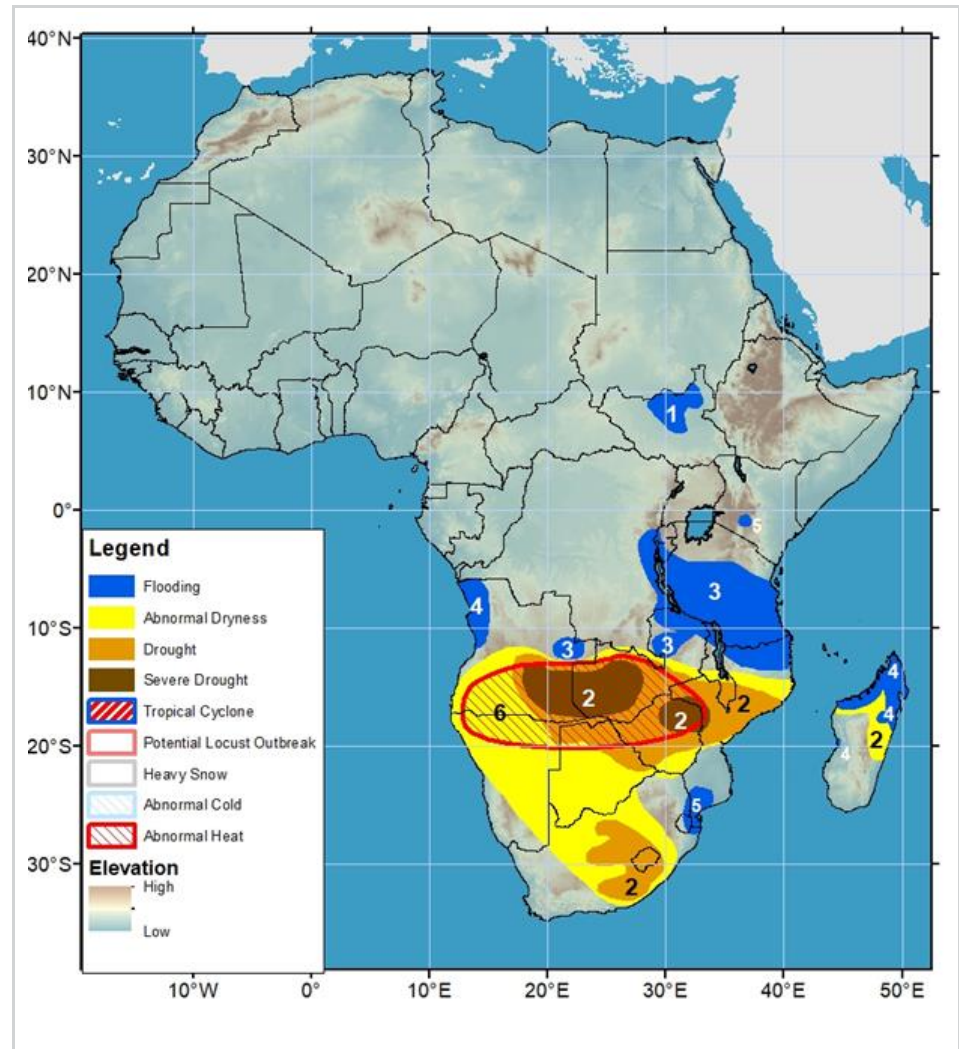 40°N
30°N
20°N
10°N
0°
10°S
20°S
30°S
1
5
3
4
3
3
4
2
6
2
2
4
2
4
5
2
Legend
Flooding
Abnormal Dryness
Drought
Severe Drought
Tropical Cyclone
Potential Locust Outbreak
Heavy Snow
Abnormal Cold
Abnormal Heat
Elevation
High
Low
10°W 0° 10°E 20°E 30°E 40°E 50°E